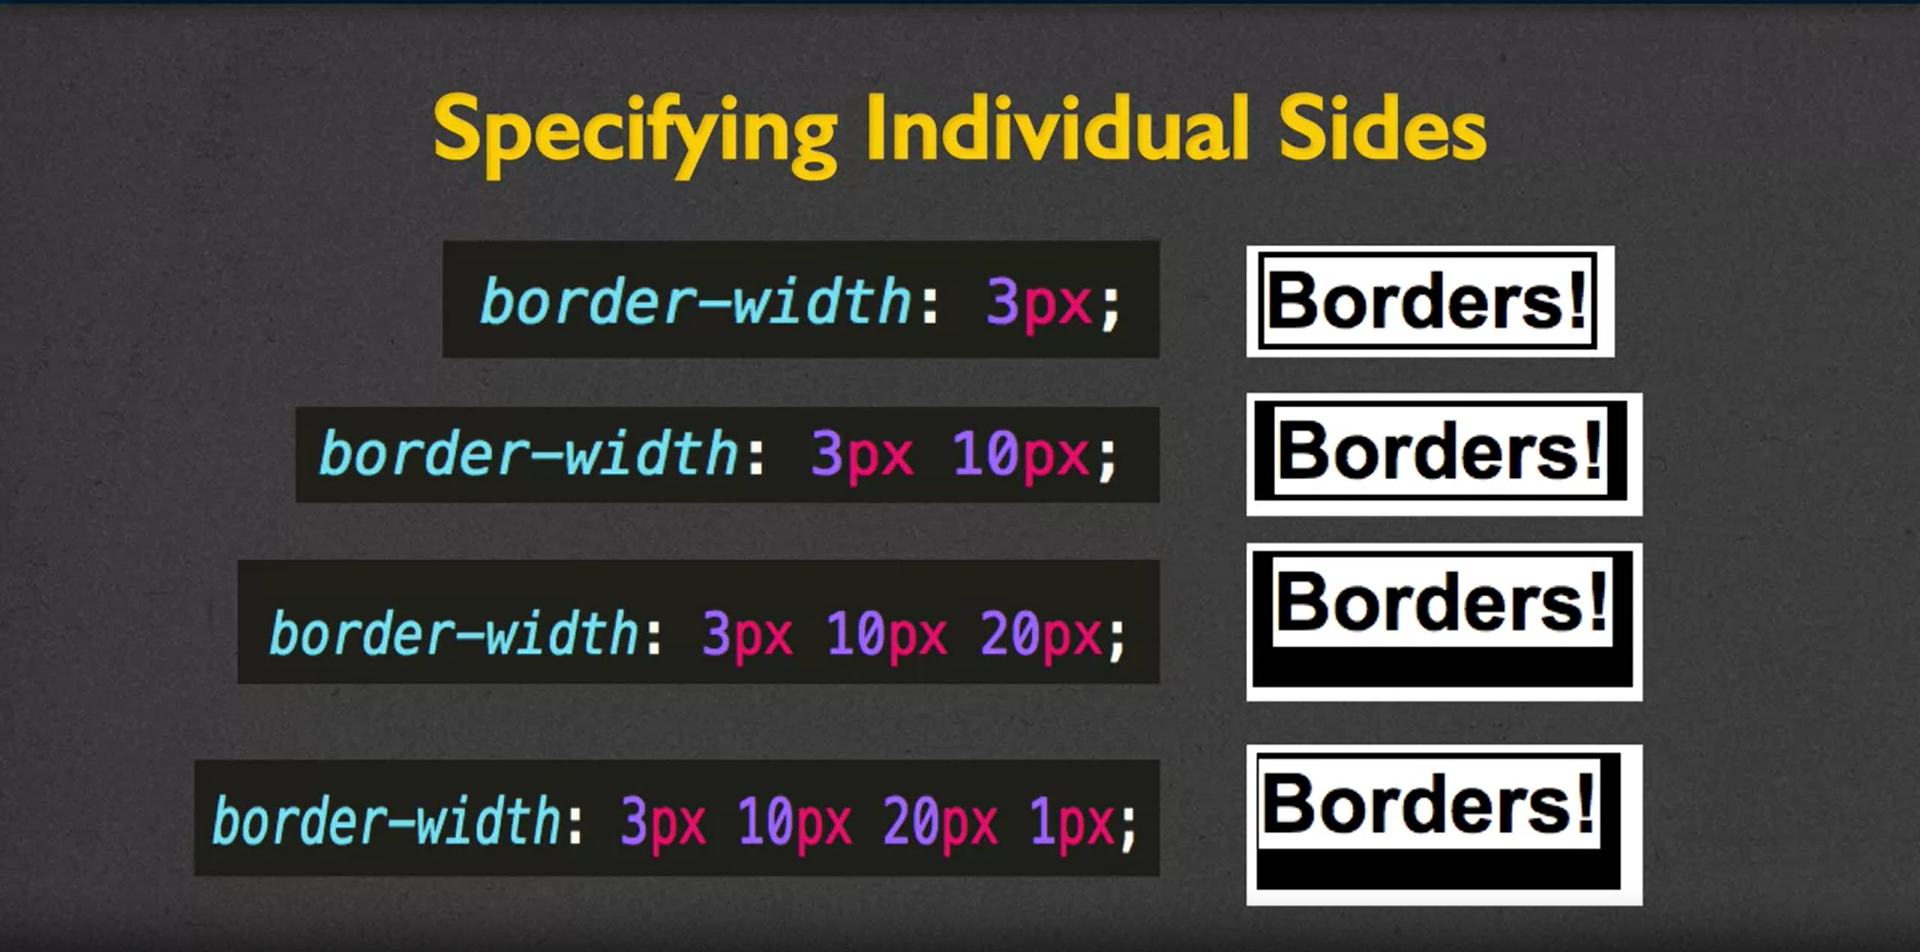 Specifying Individual Sides
border-width: 3px;
Borders!
border-width: 3px 10px;
Borders!
border-width: 3px 10px 20px;
Borders!
border-width: 3px 10px 20px 1px;
Borders!